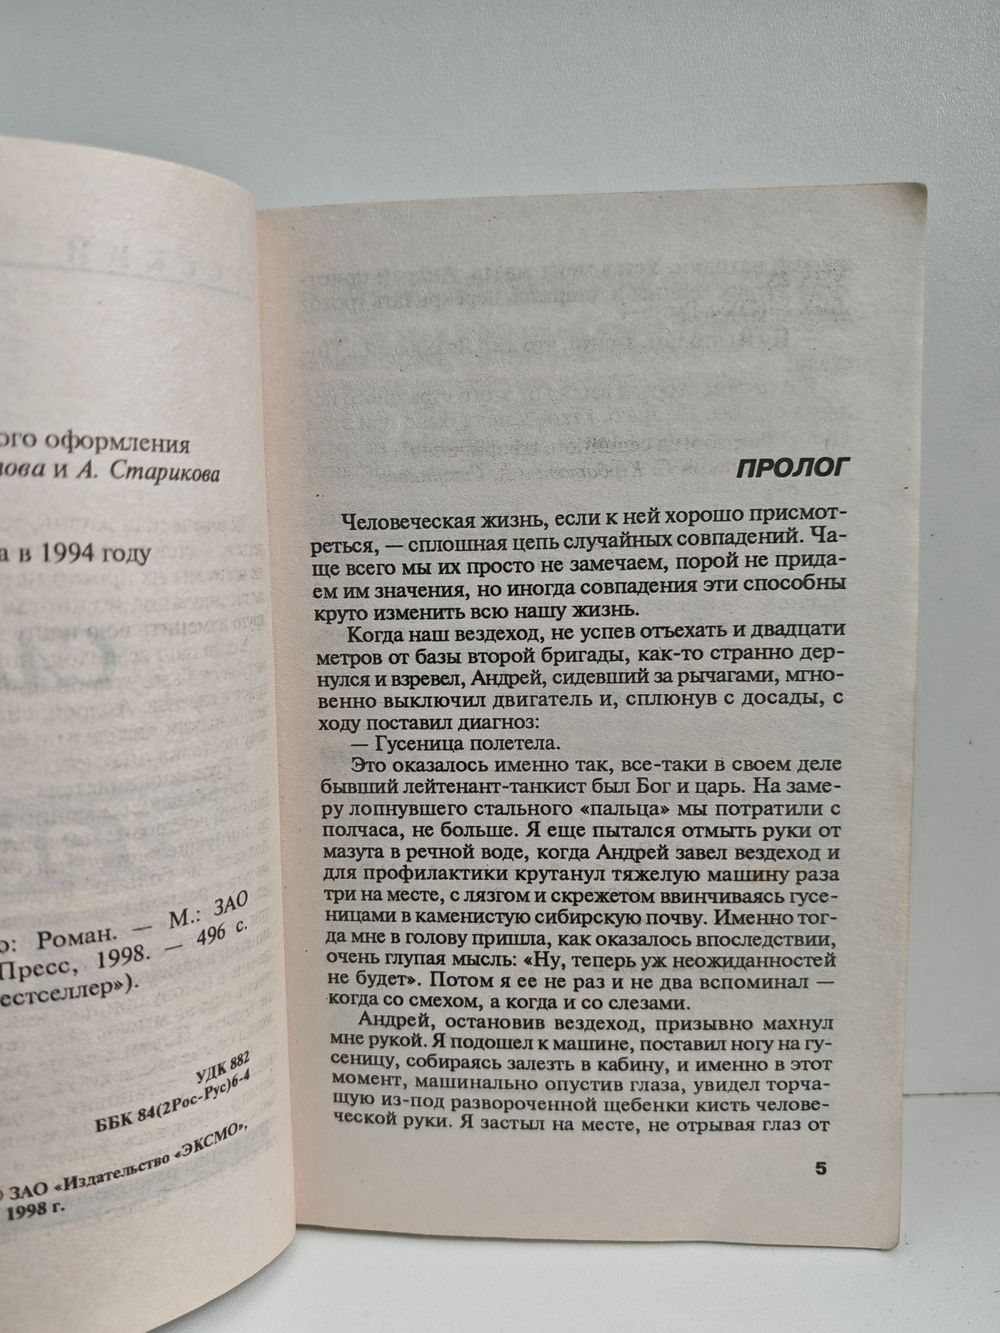 ого оформления
нова и А. Старикова
а в 1994 году
о: Роман. — М.: ЗАО
Пресс, 1998. — 496 с.
естселлер»).
УДК 882
ББК 84(2Рос-Рус)6-4
© ЗАО «Издательство «ЭКСМО»,
1998 г.
ПРОЛОГ
Человеческая жизнь, если к ней хорошо присмот-
реться, — сплошная цепь случайных совпадений. Ча-
ще всего мы их просто не замечаем, порой не прида-
ем им значения, но иногда совпадения эти способны
круто изменить всю нашу жизнь.
Когда наш вездеход, не успев отъехать и двадцати
метров от базы второй бригады, как-то странно дер-
нулся и взревел, Андрей, сидевший за рычагами, мгно-
венно выключил двигатель и, сплюнув с досады, с
ходу поставил диагноз:
— Гусеница полетела.
Это оказалось именно так, все-таки в своем деле
бывший лейтенант-танкист был Бог и царь. На заме-
ру лопнувшего стального «пальца» мы потратили с
полчаса, не больше. Я еще пытался отмыть руки от
мазута в речной воде, когда Андрей завел вездеход и
для профилактики крутанул тяжелую машину раза
три на месте, с лязгом и скрежетом ввинчиваясь гусе-
ницами в каменистую сибирскую почву. Именно тог-
да мне в голову пришла, как оказалось впоследствии,
очень глупая мысль: «Ну, теперь уж неожиданностей
не будет». Потом я ее не раз и не два вспоминал —
когда со смехом, а когда и со слезами.
Андрей, остановив вездеход, призывно махнул
мне рукой. Я подошел к машине, поставил ногу на гу-
сеницу, собираясь залезть в кабину, и именно в этот
момент, машинально опустив глаза, увидел торча-
щую из-под развороченной щебенки кисть челове-
ческой руки. Я застыл на месте, не отрывая глаз от
5